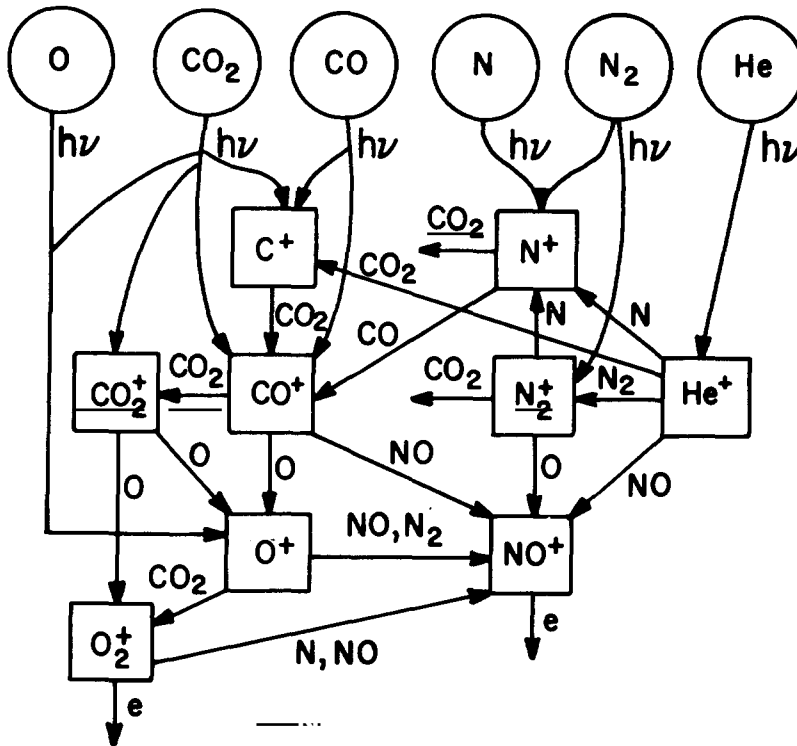 O CO₂ CO N N₂ He
hν hν hν hν hν hν
CO₂
C⁺ CO₂ N⁺
CO₂ CO N N
CO₂ CO₂ N₂
CO₂⁺ CO⁺ N₂⁺ He⁺
O O O NO O NO
O⁺ NO, N₂ NO⁺
CO₂
O₂⁺ N, NO e
e